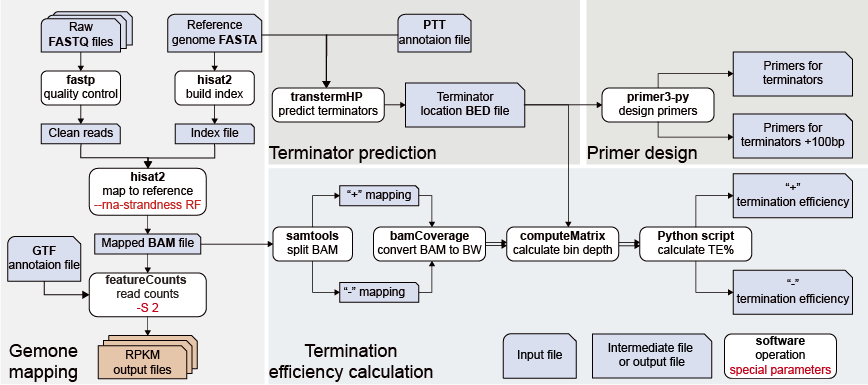 Raw
FASTQ files
Reference
genome FASTA
PTT
annotaion file
fastp
quality control
hisat2
build index
Clean reads
Index file
hisat2
map to reference
--rna-strandness RF
Mapped BAM file
GTF
annotaion file
featureCounts
read counts
-S 2
RPKM
output files
Gemone
mapping
transtermHP
predict terminators
Terminator
location BED file
Terminator prediction
primer3-py
design primers
Primers for
terminators
Primers for
terminators +100bp
Primer design
samtools
split BAM
“+” mapping
“-” mapping
bamCoverage
convert BAM to BW
computeMatrix
calculate bin depth
Python script
calculate TE%
“+”
termination efficiency
“-”
termination efficiency
Termination
efficiency calculation
Input file
Intermediate file
or output file
software
operation
special parameters